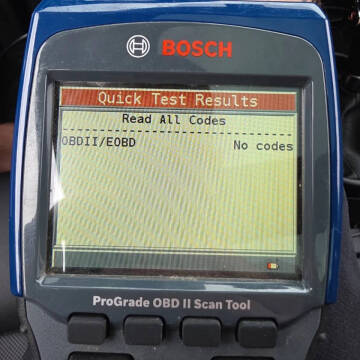 BOSCH
Quick Test Results
Read All Codes
OBDII/EOBD No codes
ProGrade OBD II Scan Tool